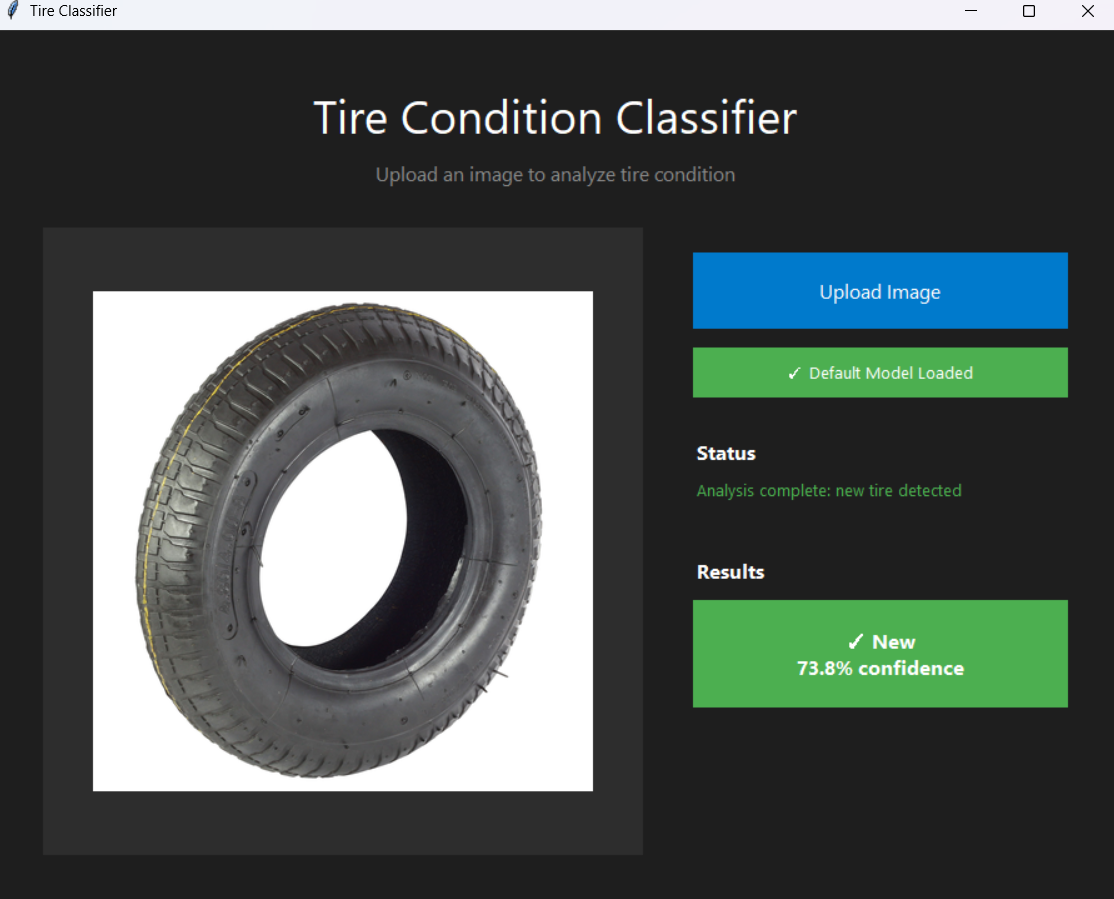 Tire Classifier
Tire Condition Classifier
Upload an image to analyze tire condition
Upload Image
✓ Default Model Loaded
Status
Analysis complete: new tire detected
Results
✓ New
73.8% confidence